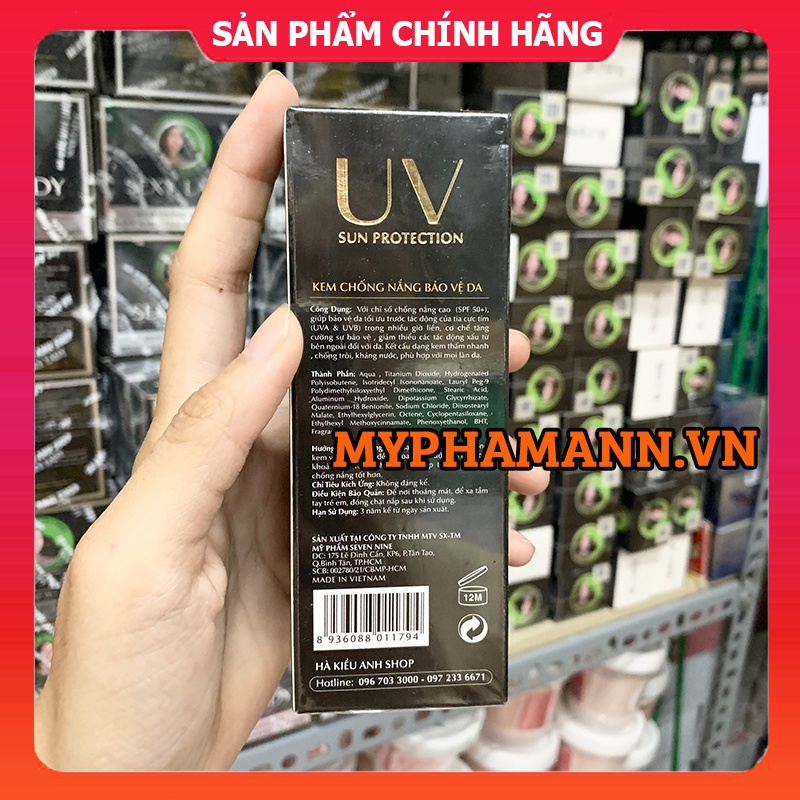 SẢN PHẨM CHÍNH HÃNG
UV
SUN PROTECTION
KEM CHỐNG NẮNG BẢO VỆ DA
Công Dụng: Với chỉ số chống nắng cao (SPF 50+),
giúp bảo vệ da tối ưu trước tác động của tia cực tím
(UVA & UVB) trong nhiều giờ liền, cơ chế tăng
cường sự bảo vệ , giảm thiểu các tác động xấu từ
bên ngoài đối với da. Kết cấu dạng kem thấm nhanh
, chống trôi, kháng nước, phù hợp với mọi làn da.
Thành Phần: Aqua , Titanium Dioxide, Hydrogenated
Polyisobutene, Isotridecyl Isononanoate, Lauryl Peg-9
Polydimethylsiloxyethyl Dimethicone, Stearic Acid,
Aluminum Hydroxide, Dipotassium Glycyrrhizate,
Quaternium-18 Bentonite, Sodium Chloride, Diisostearyl
Malate, Ethylhexylglycerin, Octene, Cyclopentasiloxane,
Ethylhexyl Methoxycinnamate, Phenoxyethanol, BHT,
MYPHAMANN.VN
Hướng
kem
khoả
chống nắng tốt hơn.
Chỉ Tiêu Kích Ứng: Không đáng kể.
Điều Kiện Bảo Quản: Để nơi thoáng mát, để xa tầm
tay trẻ em, đóng chặt nắp sau khi sử dụng.
Hạn Sử Dụng: 3 năm kể từ ngày sản xuất.
SẢN XUẤT TẠI CÔNG TY TNHH MTV SX-TM
MỸ PHẨM SEVEN NINE
ĐC: 175 Lê Đình Cẩn, KP6, P.Tân Tạo,
Q.Bình Tân, TP.HCM
SCB: 002780/21/CBMP-HCM
MADE IN VIETNAM
12M
8 936088 011794
HÀ KIỀU ANH SHOP
Hotline: 096 703 3000 - 097 233 6671